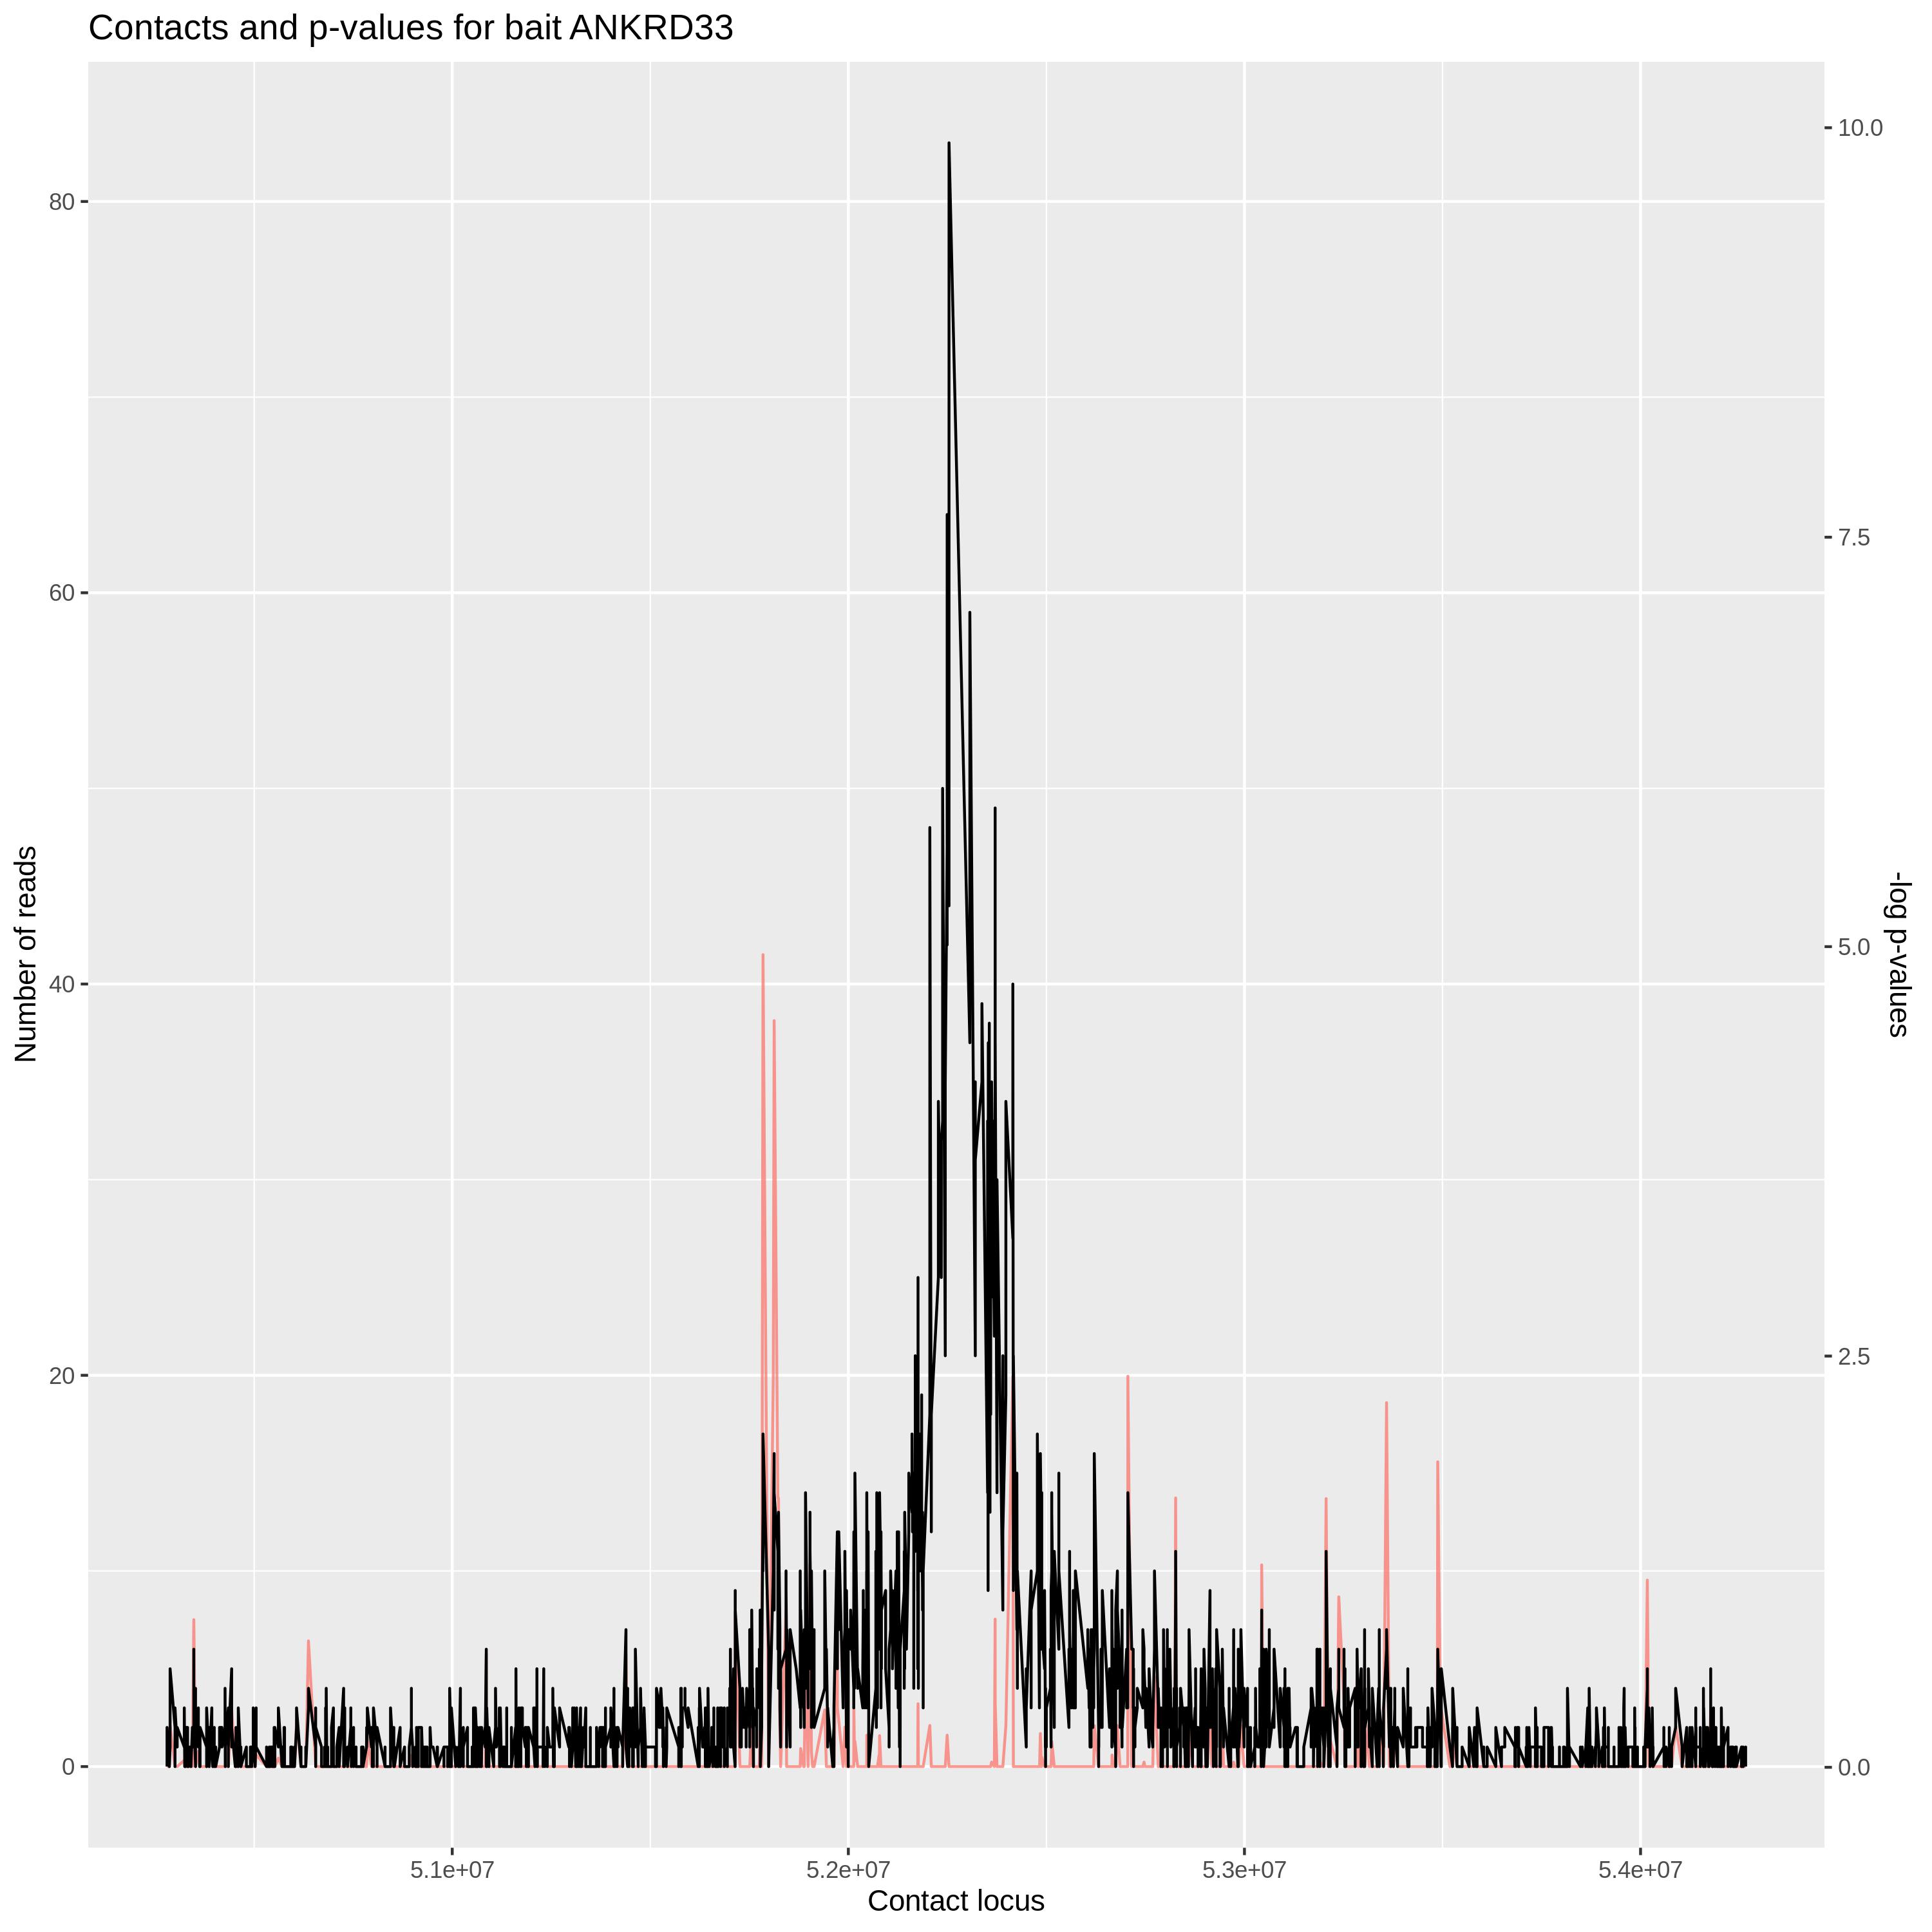 Contacts and p-values for bait ANKRD33
80
60
40
20
0
Number of reads
10.0
7.5
5.0
2.5
0.0
-log p-values
5.1e+07 5.2e+07 5.3e+07 5.4e+07
Contact locus